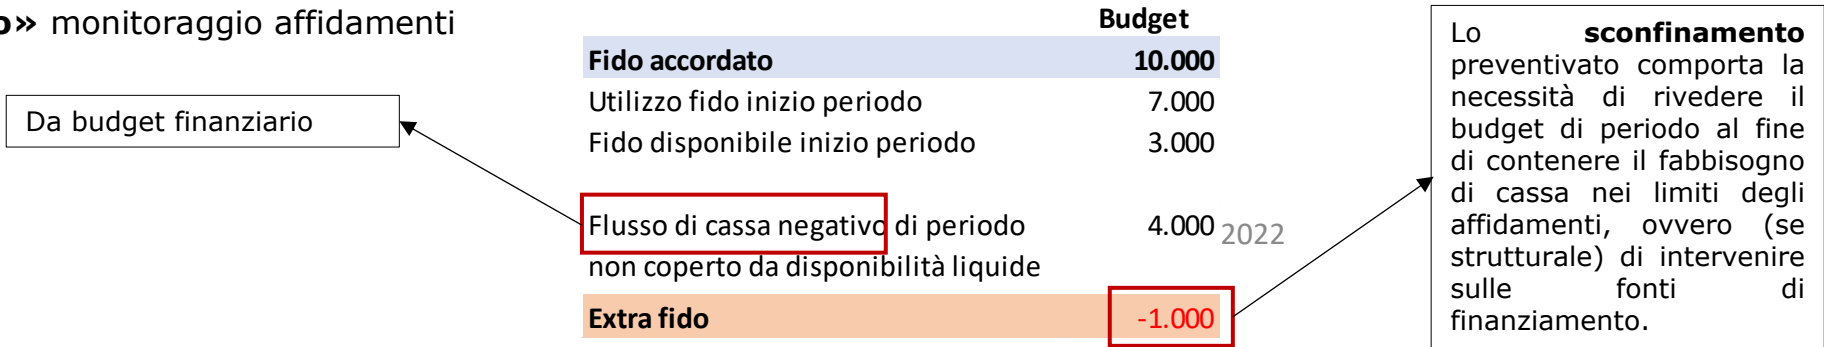 o» monitoraggio affidamenti
Da budget finanziario
Budget
Fido accordato 10.000
Utilizzo fido inizio periodo 7.000
Fido disponibile inizio periodo 3.000
Flusso di cassa negativo di periodo 4.000
non coperto da disponibilità liquide
2022
Extra fido -1.000
Lo sconfinamento
preventivato comporta la
necessità di rivedere il
budget di periodo al fine
di contenere il fabbisogno
di cassa nei limiti degli
affidamenti, ovvero (se
strutturale) di intervenire
sulle fonti di
finanziamento.